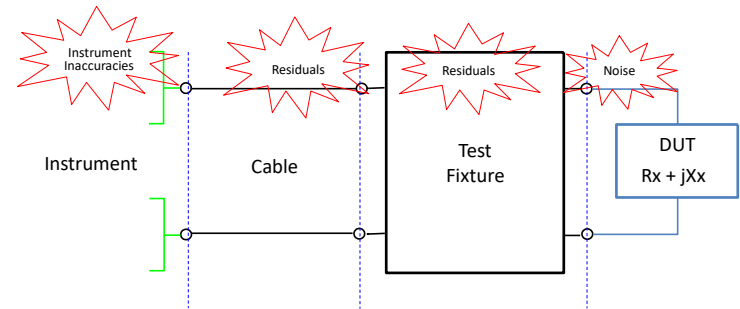 Instrument
Inaccuracies
Residuals
Residuals
Noise
Instrument
Cable
Test
Fixture
DUT
Rx + jXx